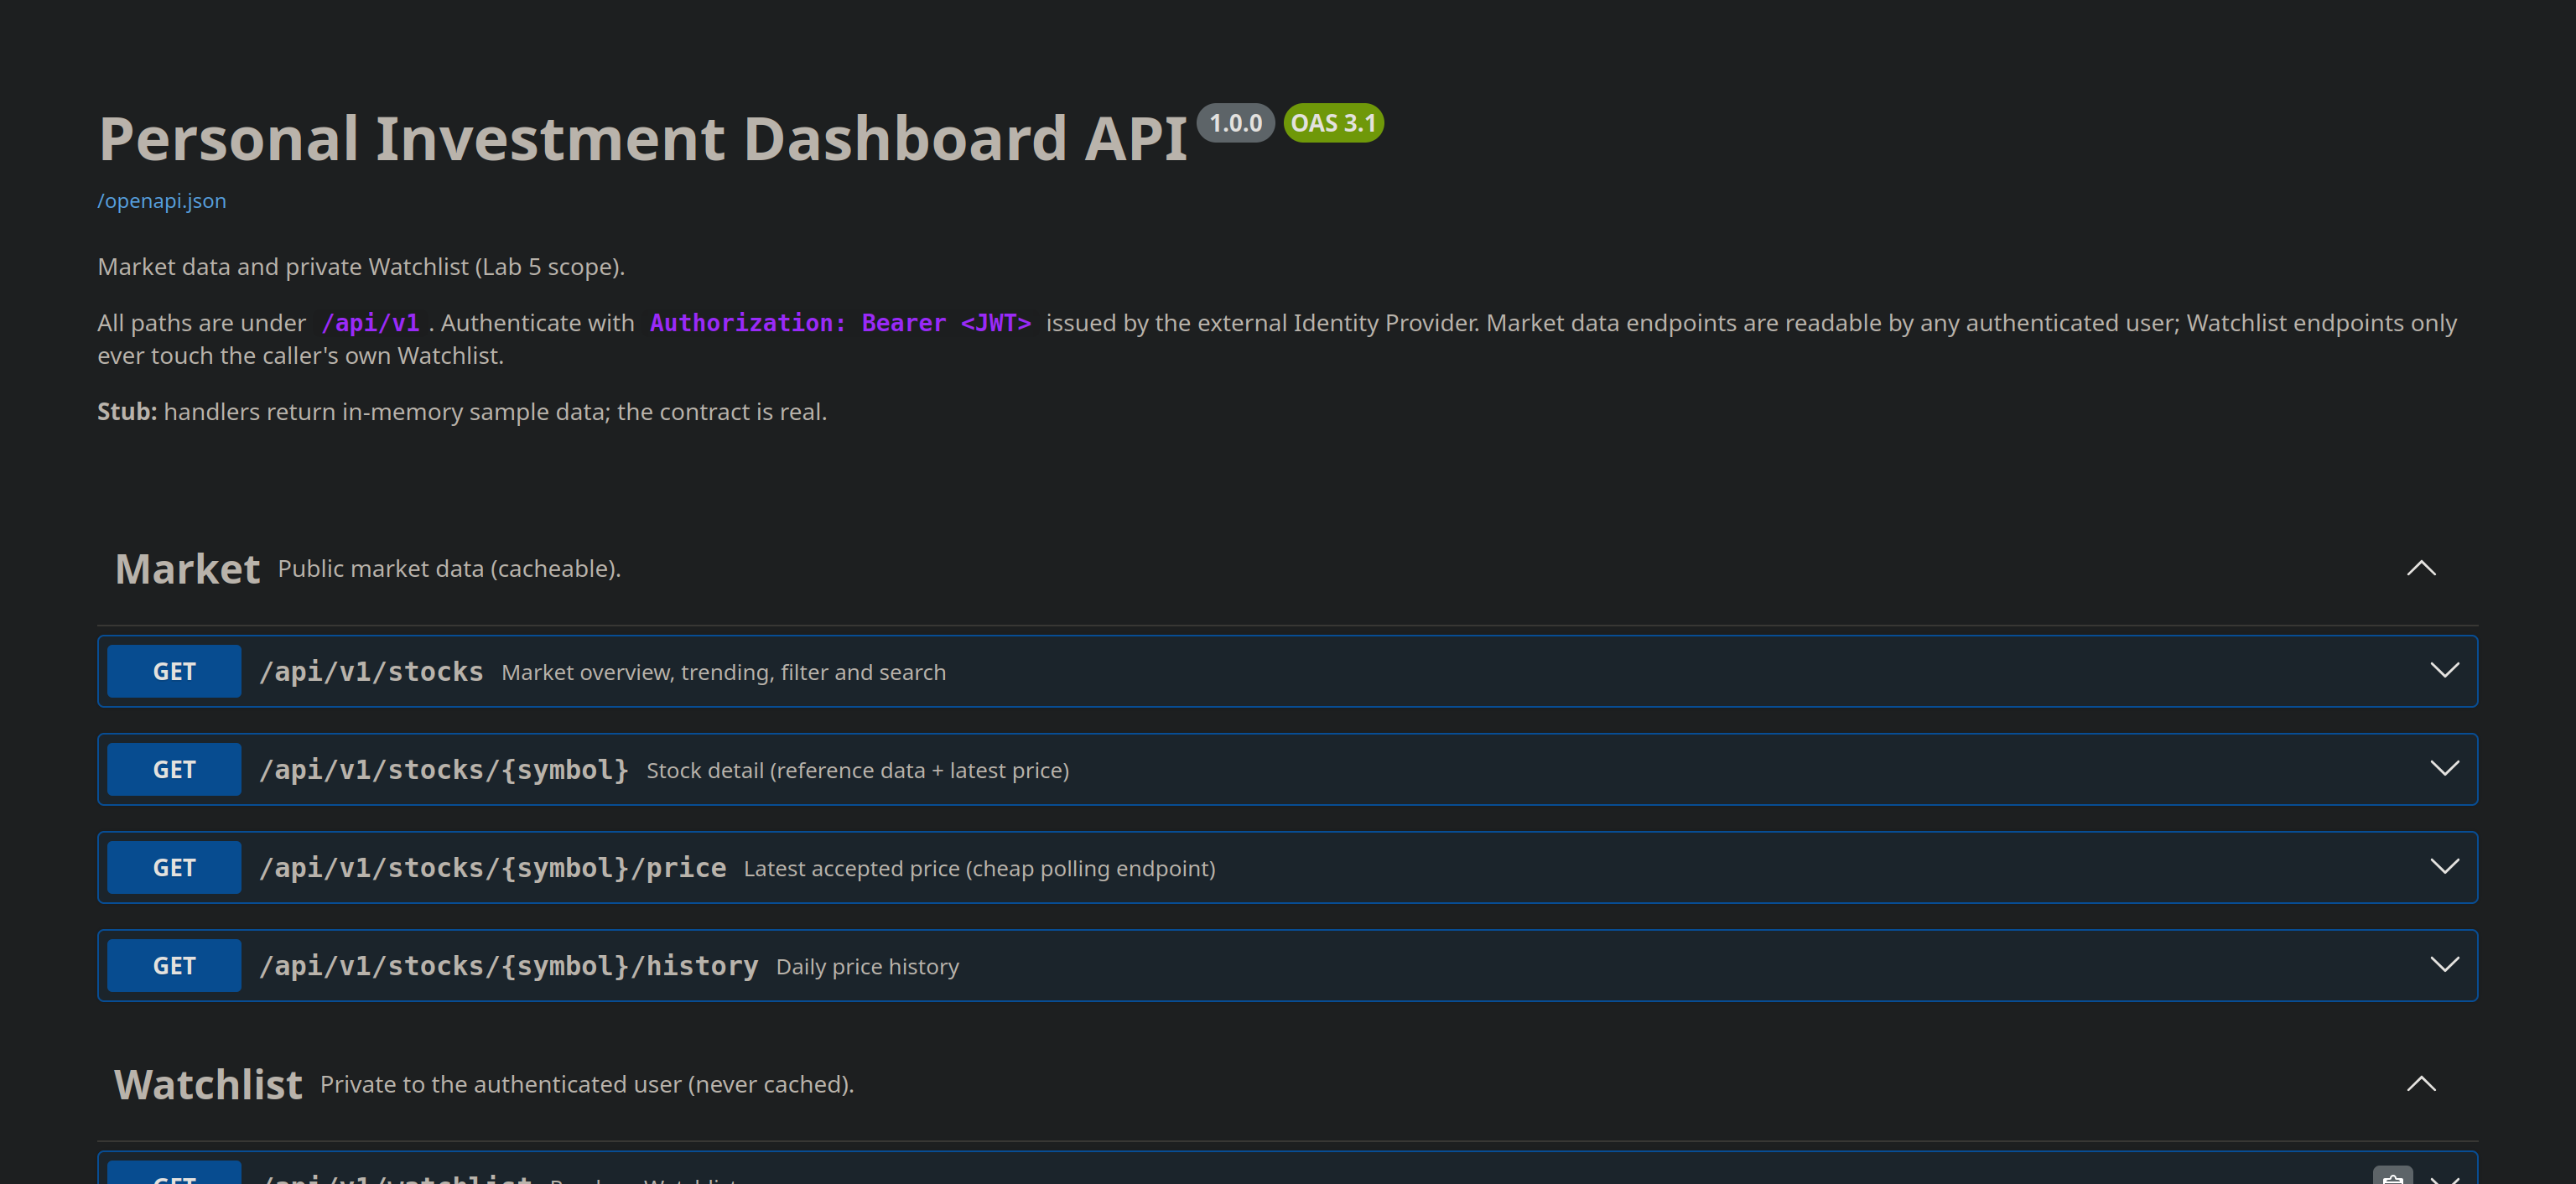 Personal Investment Dashboard API 1.0.0 OAS 3.1
/openapi.json
Market data and private Watchlist (Lab 5 scope).
All paths are under /api/v1. Authenticate with Authorization: Bearer <JWT> issued by the external Identity Provider. Market data endpoints are readable by any authenticated user; Watchlist endpoints only
ever touch the caller's own Watchlist.
Stub: handlers return in-memory sample data; the contract is real.
Market Public market data (cacheable).
GET /api/v1/stocks Market overview, trending, filter and search
GET /api/v1/stocks/{symbol} Stock detail (reference data + latest price)
GET /api/v1/stocks/{symbol}/price Latest accepted price (cheap polling endpoint)
GET /api/v1/stocks/{symbol}/history Daily price history
Watchlist Private to the authenticated user (never cached).
GET /api/v1/watchlist